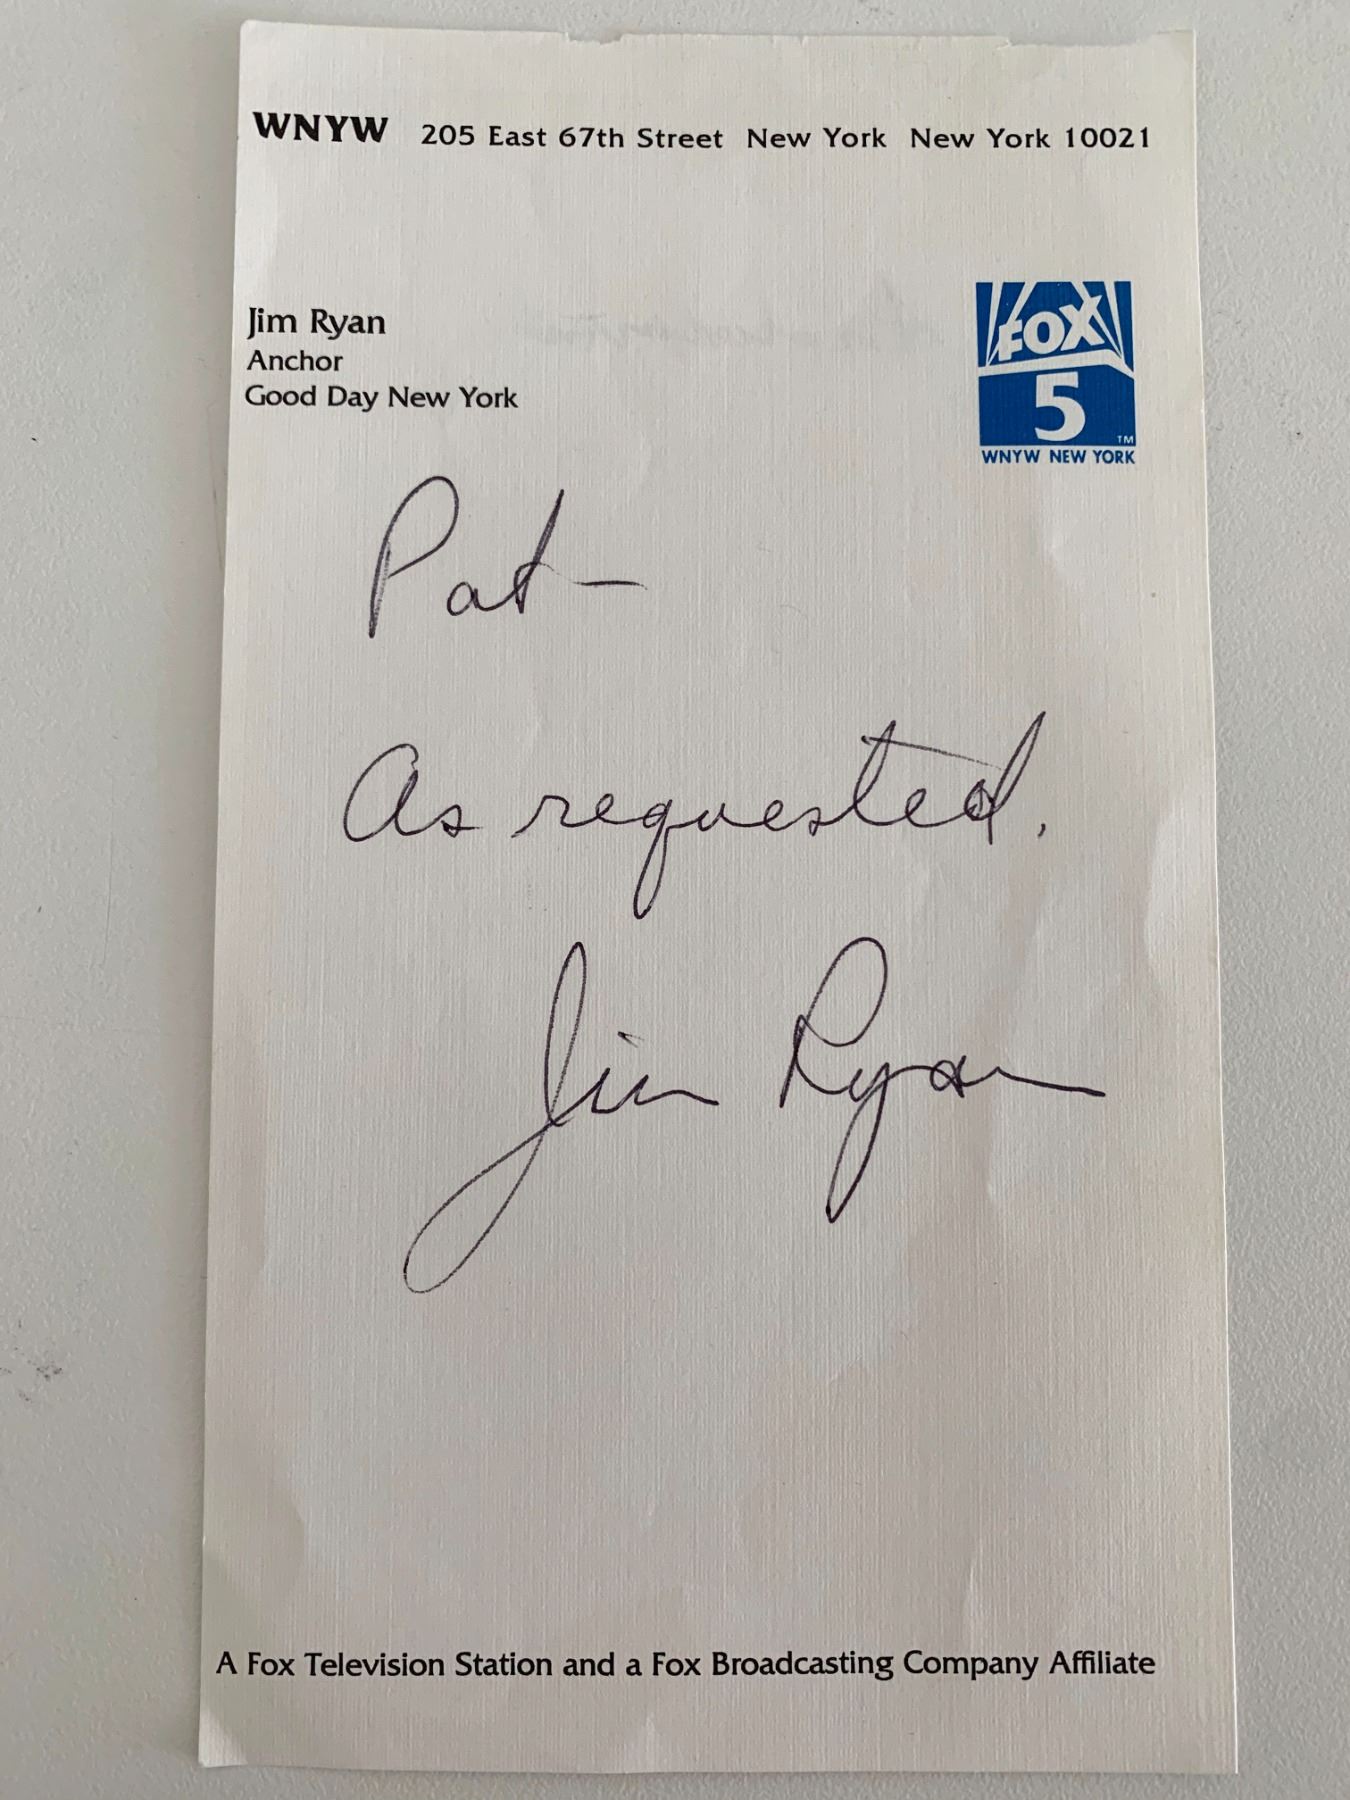 WNYW 205 East 67th Street New York New York 10021
Jim Ryan
Anchor
Good Day New York
FOX
5
TM
WNYW NEW YORK
Pat—
As requested.
Jim Ryan
A Fox Television Station and a Fox Broadcasting Company Affiliate